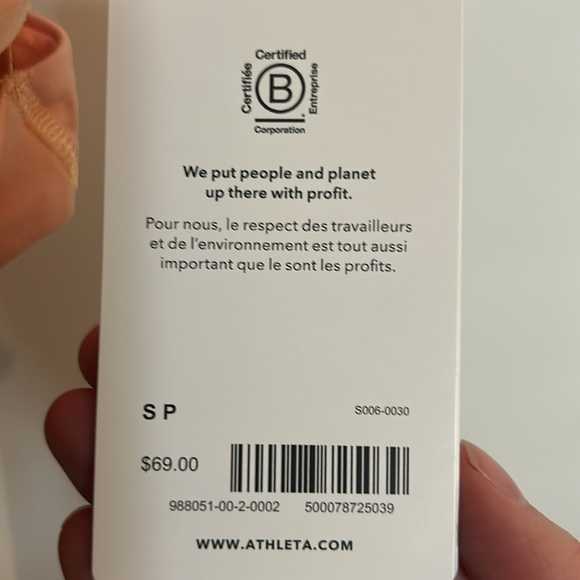 Certified
Certifiée
B
Entreprise
Corporation
We put people and planet
up there with profit.
Pour nous, le respect des travailleurs
et de l'environnement est tout aussi
important que le sont les profits.
S P
S006-0030
$69.00
988051-00-2-0002 500078725039
WWW.ATHLETA.COM